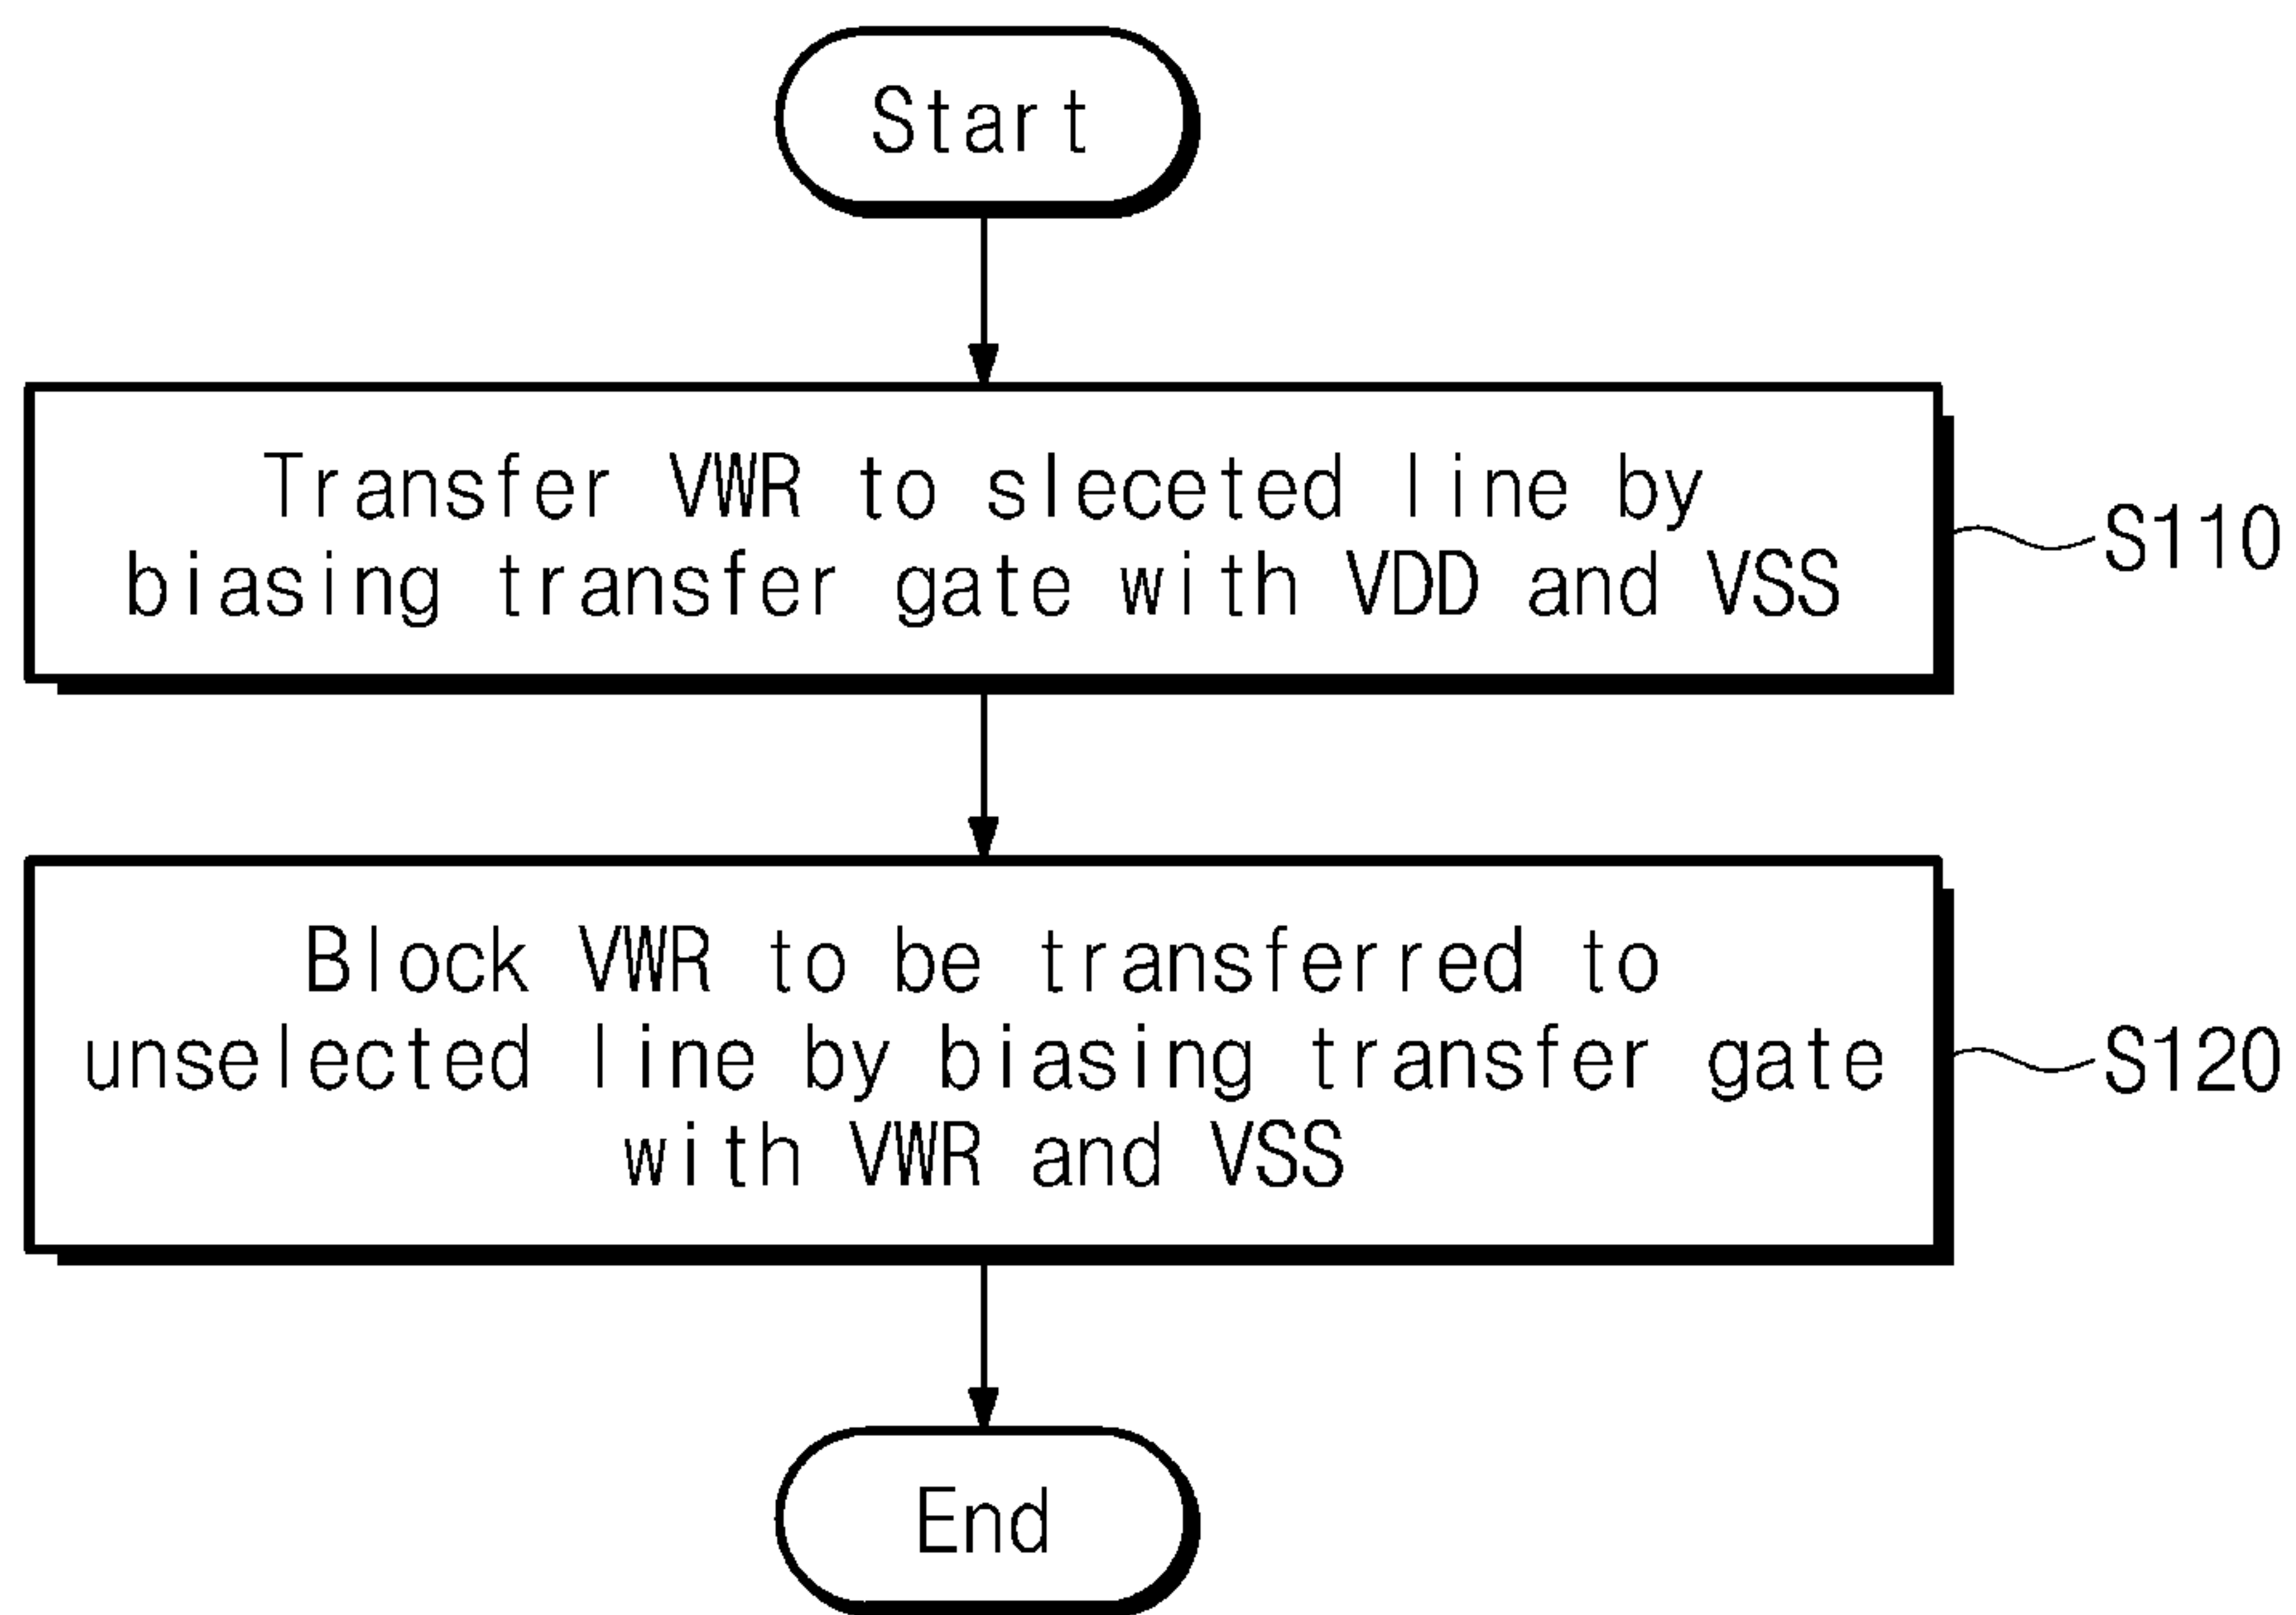 Start
Transfer VWR to sleceted line by
biasing transfer gate with VDD and VSS
S110
Block VWR to be transferred to
unselected line by biasing transfer gate
with VWR and VSS
S120
End